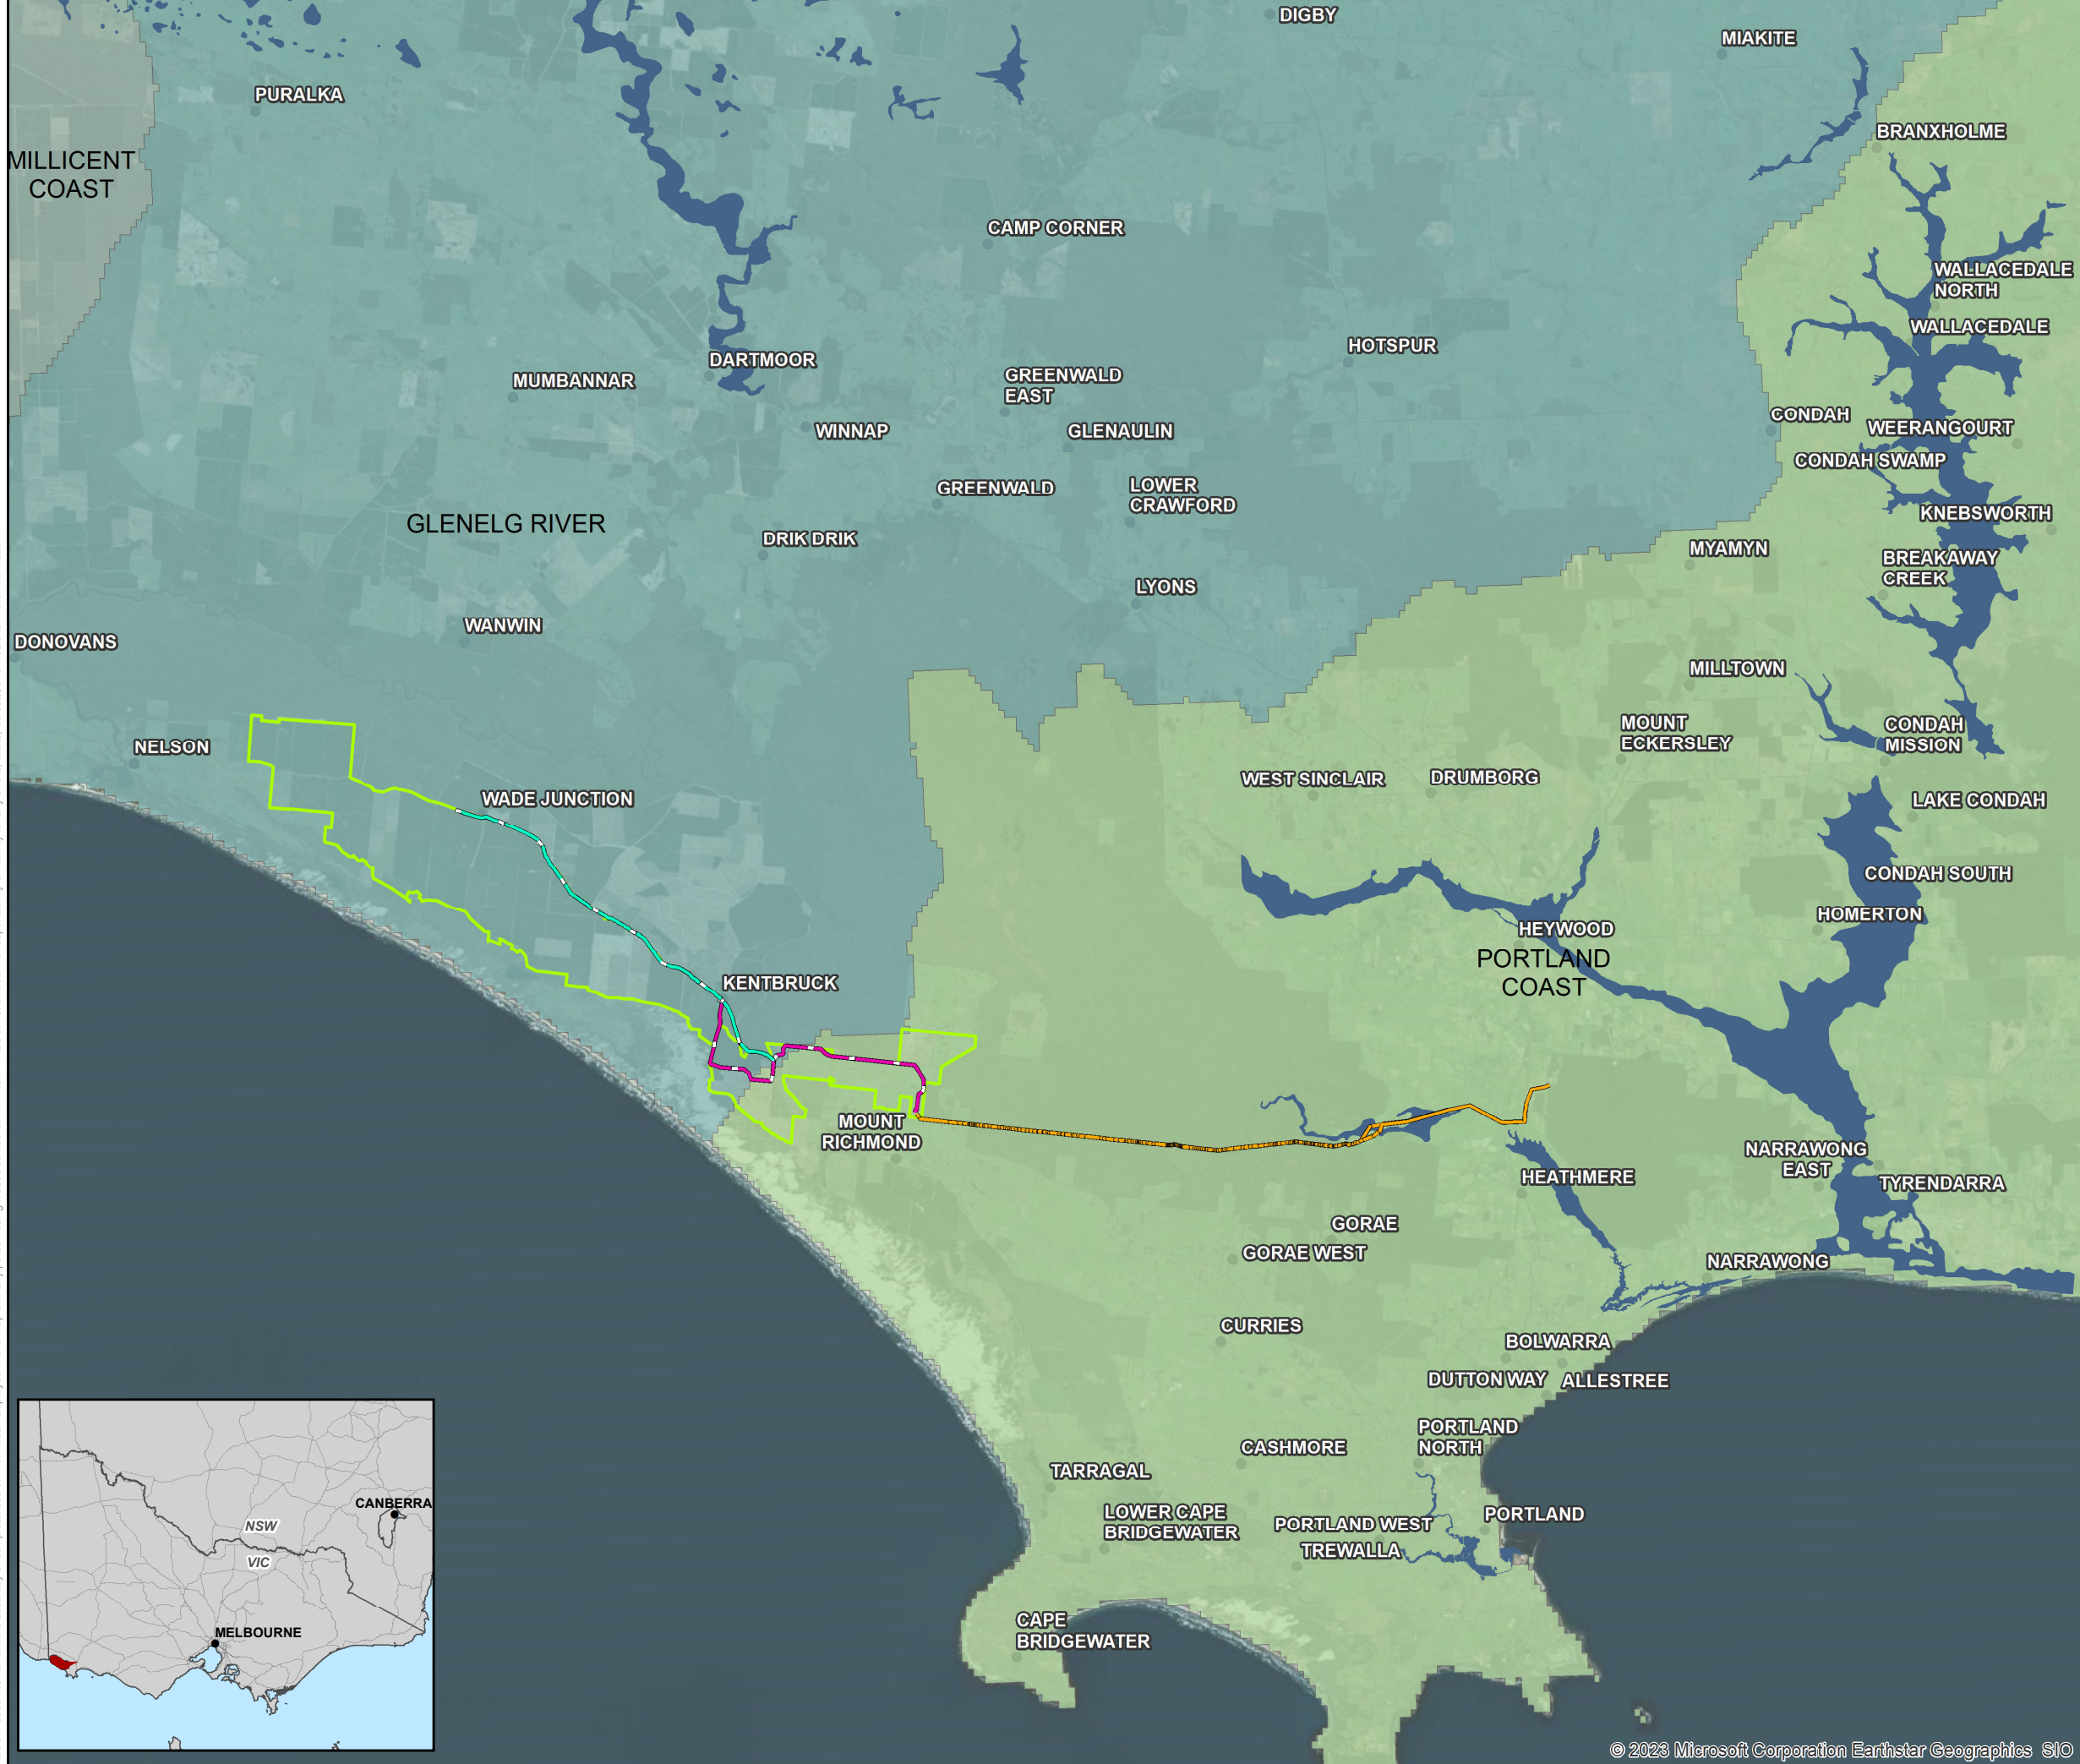 DIGBY
MIAKITE
PURALKA
BRANXHOLME
MILLICENT
COAST
CAMP CORNER
WALLACEDALE
NORTH
WALLACEDALE
HOTSPUR
DARTMOOR
MUMBANNAR
GREENWALD
EAST
CONDAH
WEERANGOURT
WINNAP
GLENAULIN
CONDAH SWAMP
GREENWALD
LOWER
CRAWFORD
KNEBSWORTH
GLENELG RIVER
DRIK DRIK
MYAMYN
BREAKAWAY
CREEK
LYONS
WANWIN
DONOVANS
MILLTOWN
MOUNT
ECKERSLEY
CONDAH
MISSION
NELSON
WEST SINCLAIR
DRUMBORG
WADE JUNCTION
LAKE CONDAH
CONDAH SOUTH
HOMERTON
HEYWOOD
PORTLAND
COAST
KENTBRUCK
MOUNT
RICHMOND
NARRAWONG
EAST
HEATHMERE
TYRENDARRA
GORAE
GORAE WEST
NARRAWONG
CURRIES
BOLWARRA
DUTTON WAY
ALLESTREE
PORTLAND
NORTH
CASHMORE
TARRAGAL
LOWER CAPE
BRIDGEWATER
PORTLAND WEST
PORTLAND
TREWALLA
CAPE
BRIDGEWATER
CANBERRA
NSW
VIC
MELBOURNE
© 2023 Microsoft Corporation Earthstar Geographics SIO